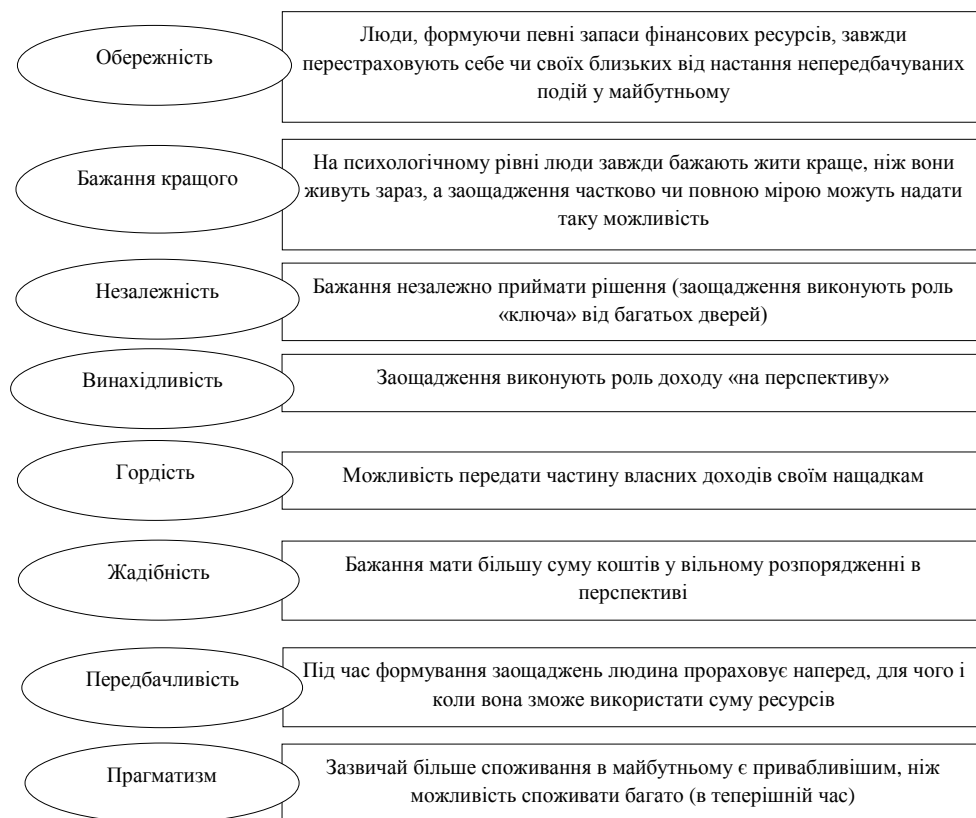 Обережність
Люди, формуючи певні запаси фінансових ресурсів, завжди
перестраховують себе чи своїх близьких від настання непередбачуваних
подій у майбутньому
Бажання кращого
На психологічному рівні люди завжди бажають жити краще, ніж вони
живуть зараз, а заощадження частково чи повною мірою можуть надати
таку можливість
Незалежність
Бажання незалежно приймати рішення (заощадження виконують роль
«ключа» від багатьох дверей)
Винахідливість
Заощадження виконують роль доходу «на перспективу»
Гордість
Можливість передати частину власних доходів своїм нащадкам
Жадібність
Бажання мати більшу суму коштів у вільному розпорядженні в
перспективі
Передбачливість
Під час формування заощаджень людина прораховує наперед, для чого і
коли вона зможе використати суму ресурсів
Прагматизм
Зазвичай більше споживання в майбутньому є привабливішим, ніж
можливість споживати багато (в теперішній час)